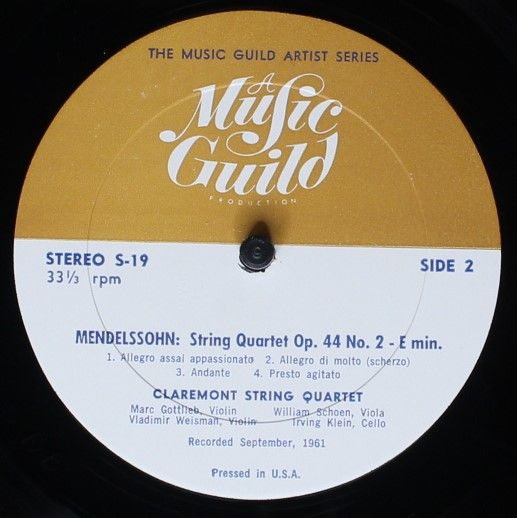 THE MUSIC GUILD ARTIST SERIES
A
Music
Guild
PRODUCTION
STEREO S-19
33⅓ rpm
SIDE 2
MENDELSSOHN: String Quartet Op. 44 No. 2 - E min.
1. Allegro assai appassionato 2. Allegro di molto (scherzo)
3. Andante 4. Presto agitato
CLAREMONT STRING QUARTET
Marc Gottlieb, Violin William Schoen, Viola
Vladimir Weisman, Violin Irving Klein, Cello
Recorded September, 1961
Pressed in U.S.A.